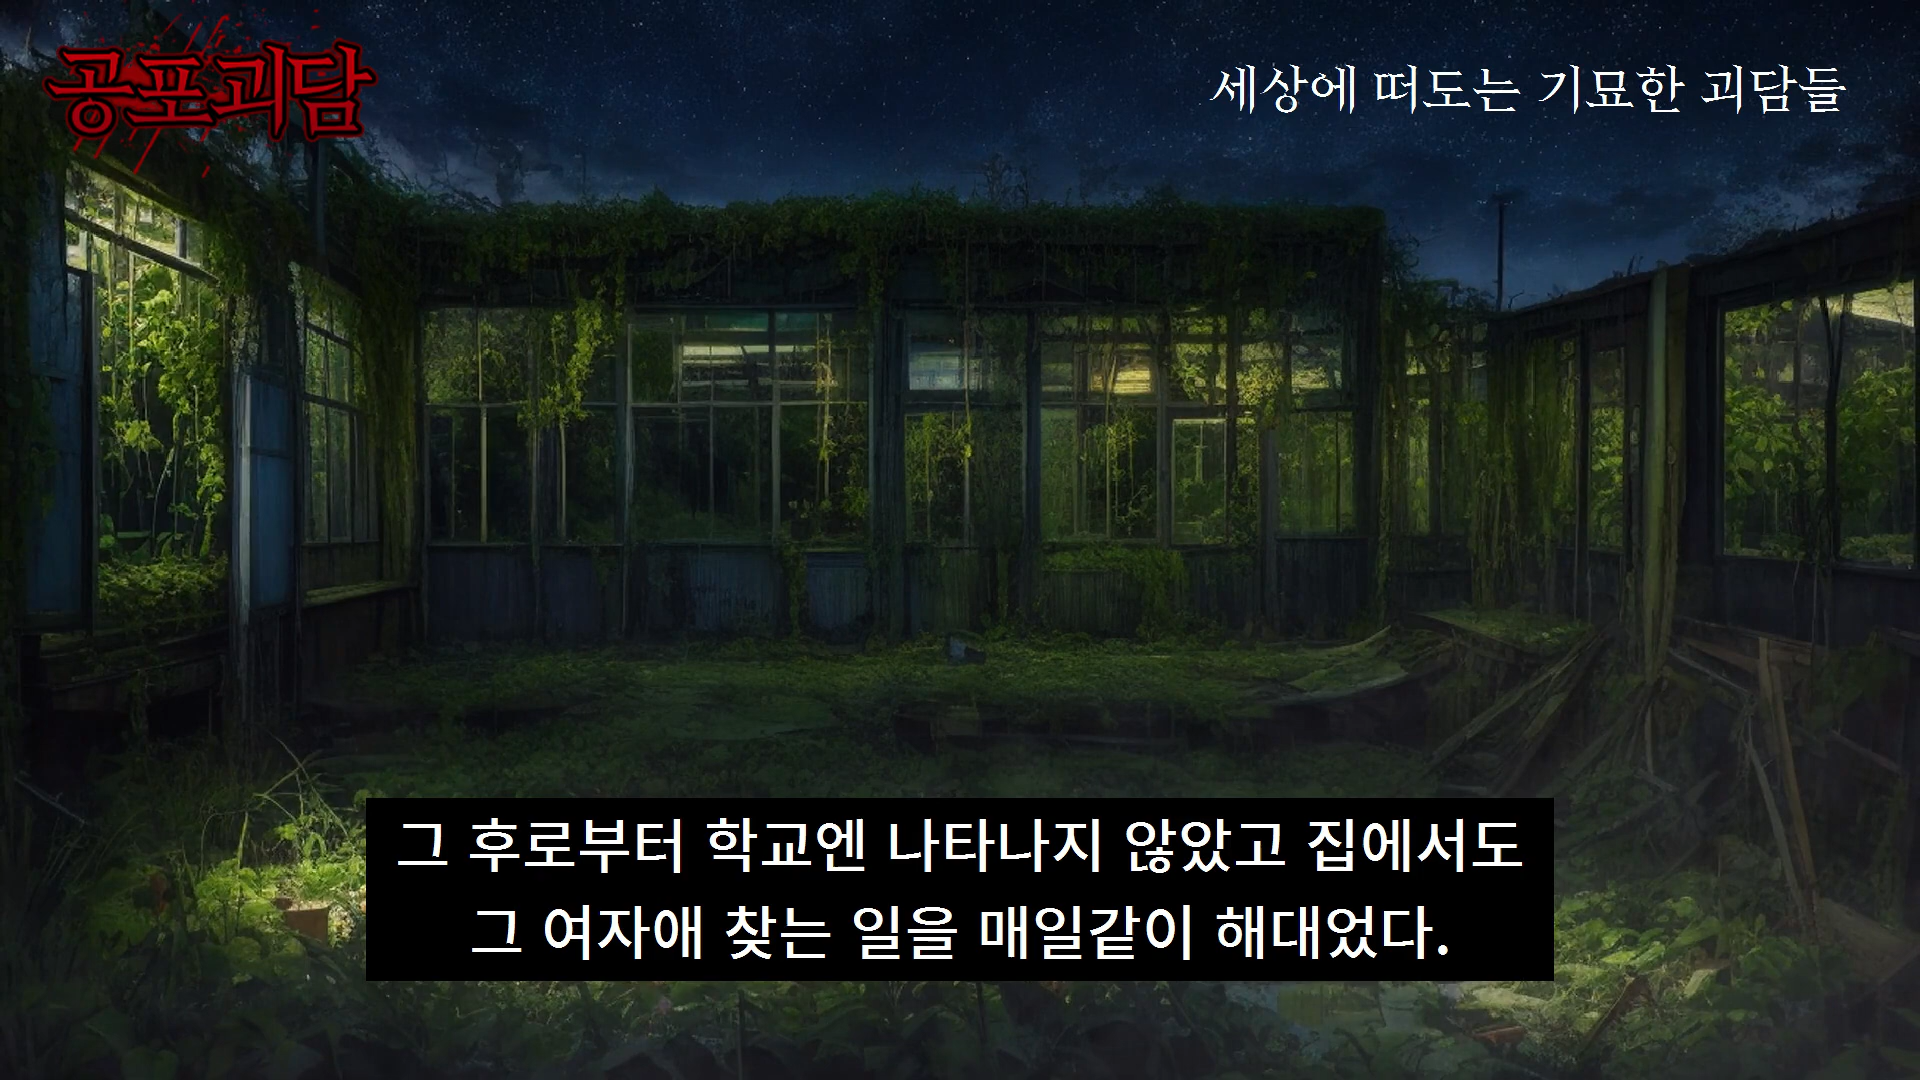 공포괴담
세상에 떠도는 기묘한 괴담들
그 후로부터 학교엔 나타나지 않았고 집에서도
그 여자애 찾는 일을 매일같이 해대었다.